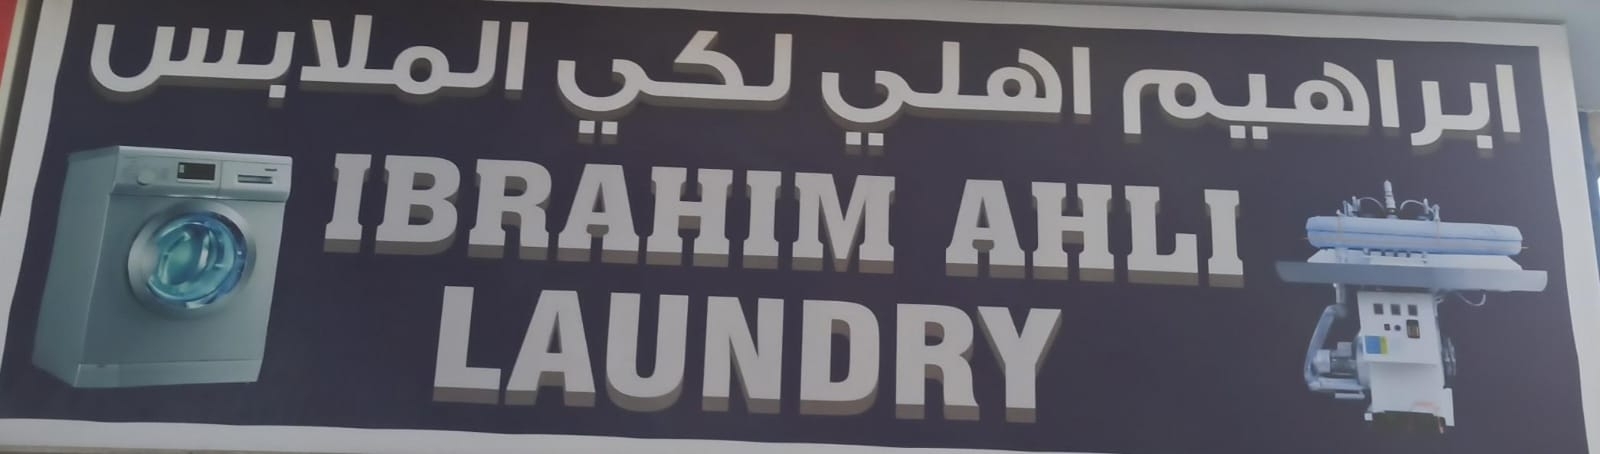 ابراهيم اهلي لكي الملابس
IBRAHIM AHLI
LAUNDRY